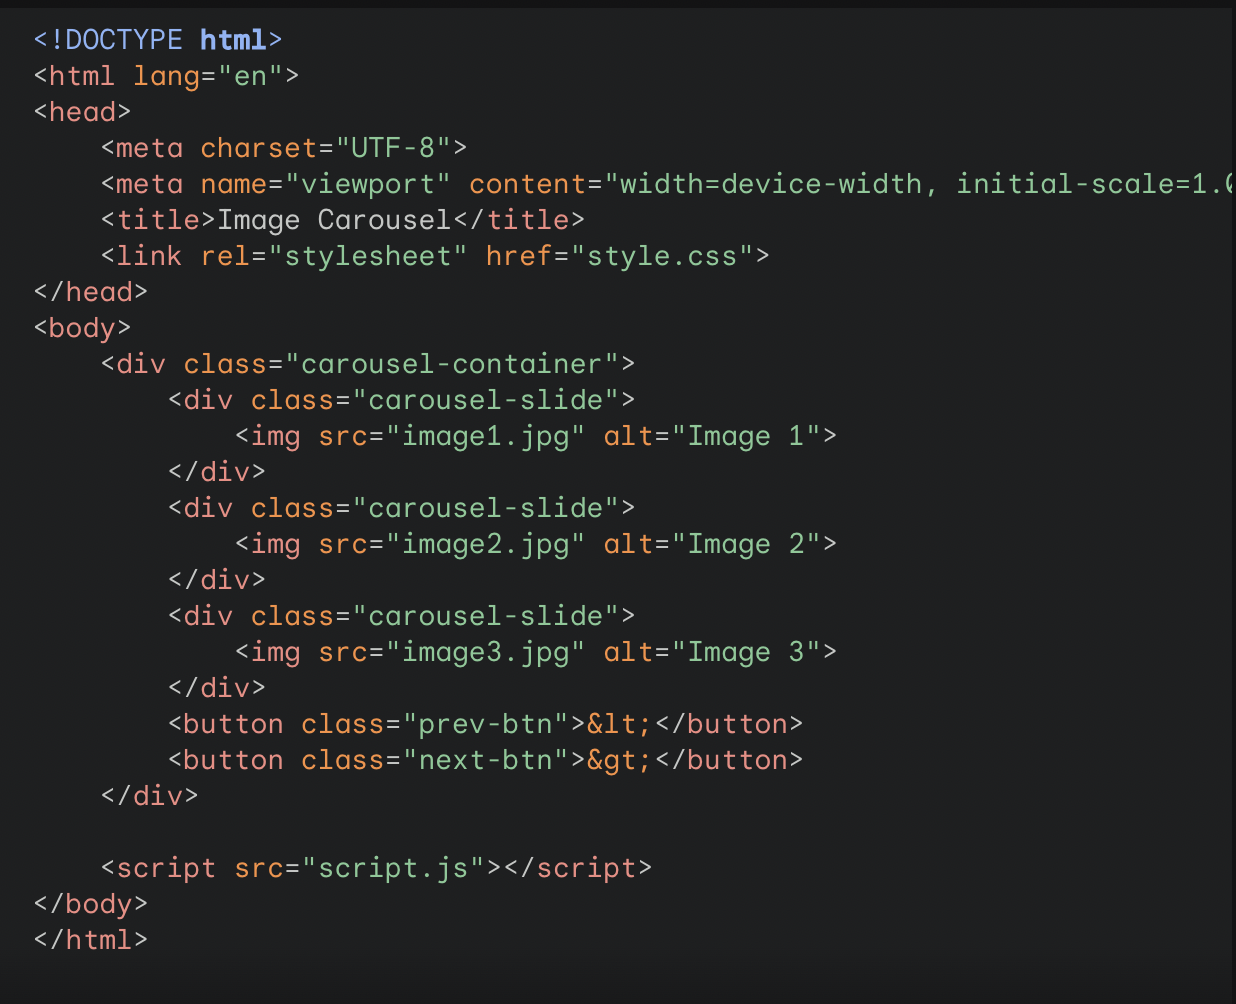 <!DOCTYPE html>
<html lang="en">
<head>
    <meta charset="UTF-8">
    <meta name="viewport" content="width=device-width, initial-scale=1.0
    <title>Image Carousel</title>
    <link rel="stylesheet" href="style.css">
</head>
<body>
    <div class="carousel-container">
        <div class="carousel-slide">
            <img src="image1.jpg" alt="Image 1">
        </div>
        <div class="carousel-slide">
            <img src="image2.jpg" alt="Image 2">
        </div>
        <div class="carousel-slide">
            <img src="image3.jpg" alt="Image 3">
        </div>
        <button class="prev-btn">&lt;</button>
        <button class="next-btn">&gt;</button>
    </div>

    <script src="script.js"></script>
</body>
</html>